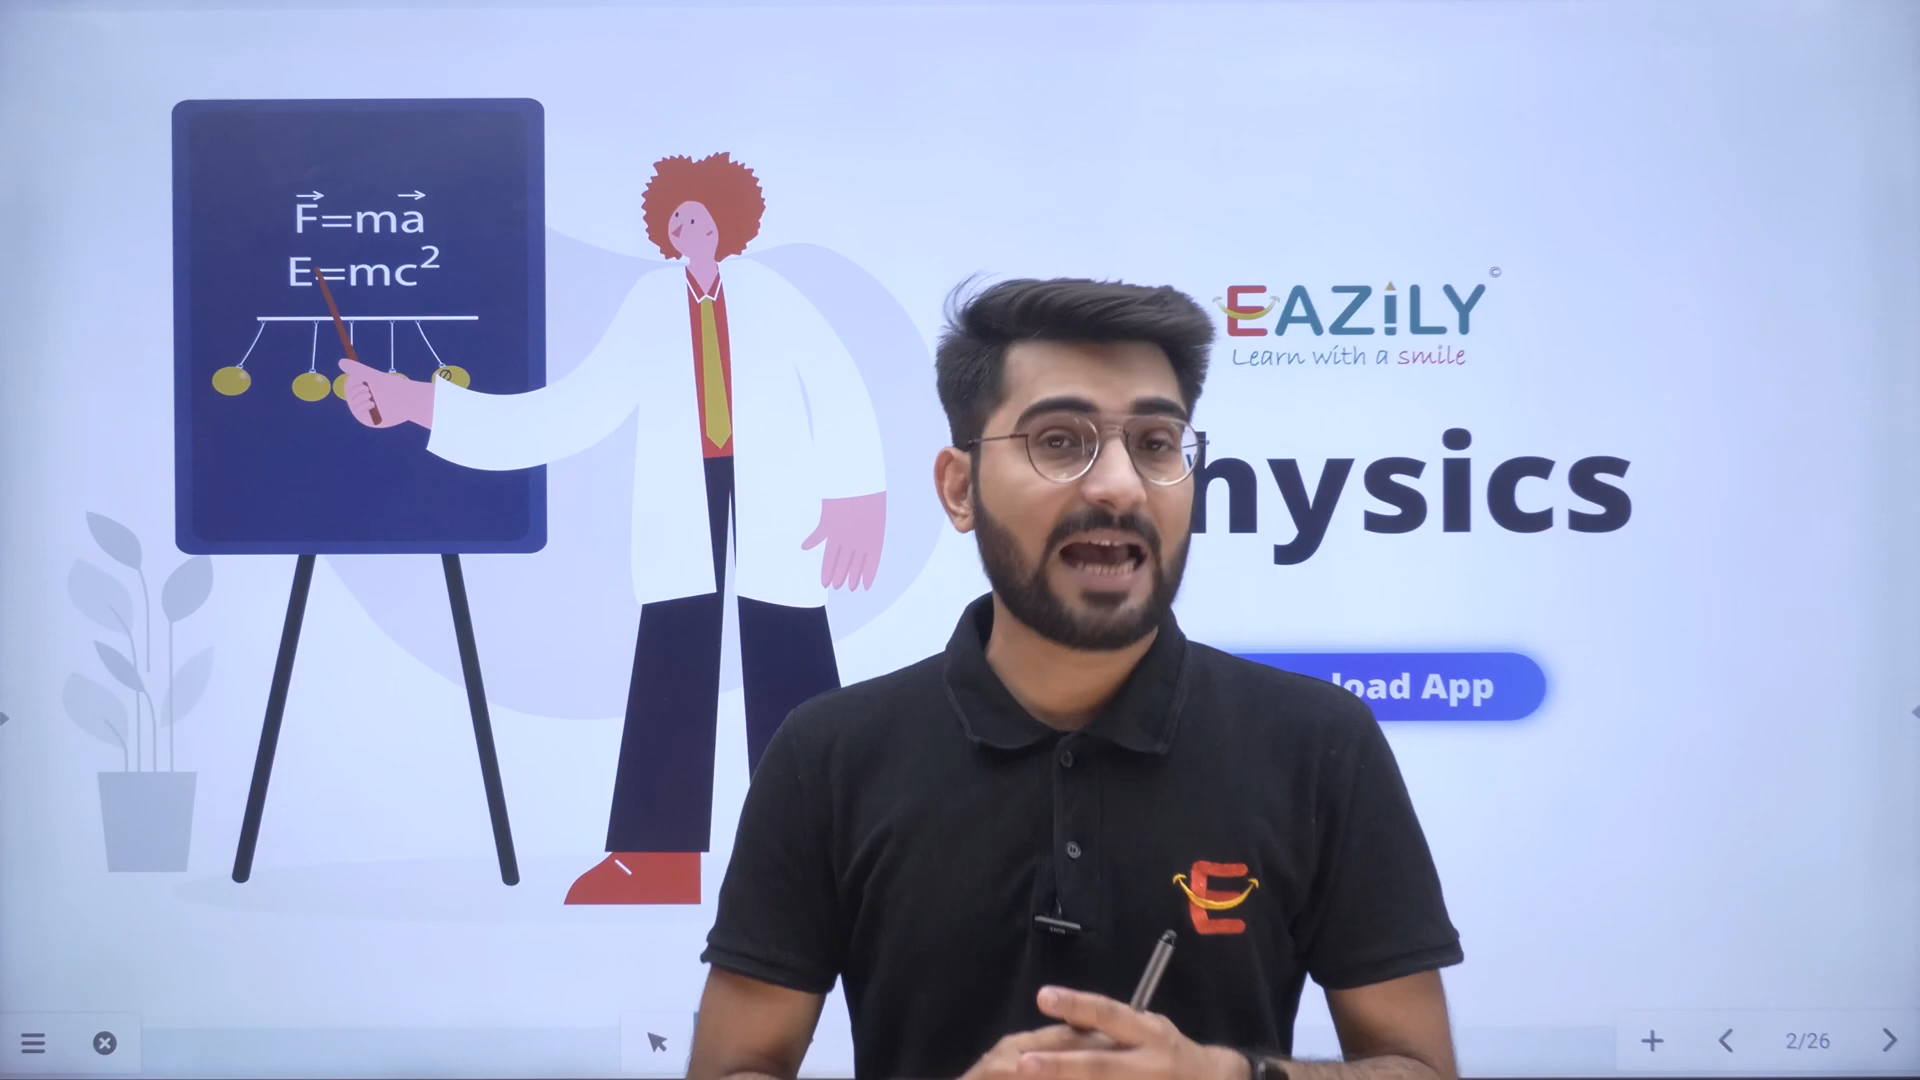 F=ma
E=mc²
EAZiLY©
Learn with a smile
hysics
load App
E
2/26